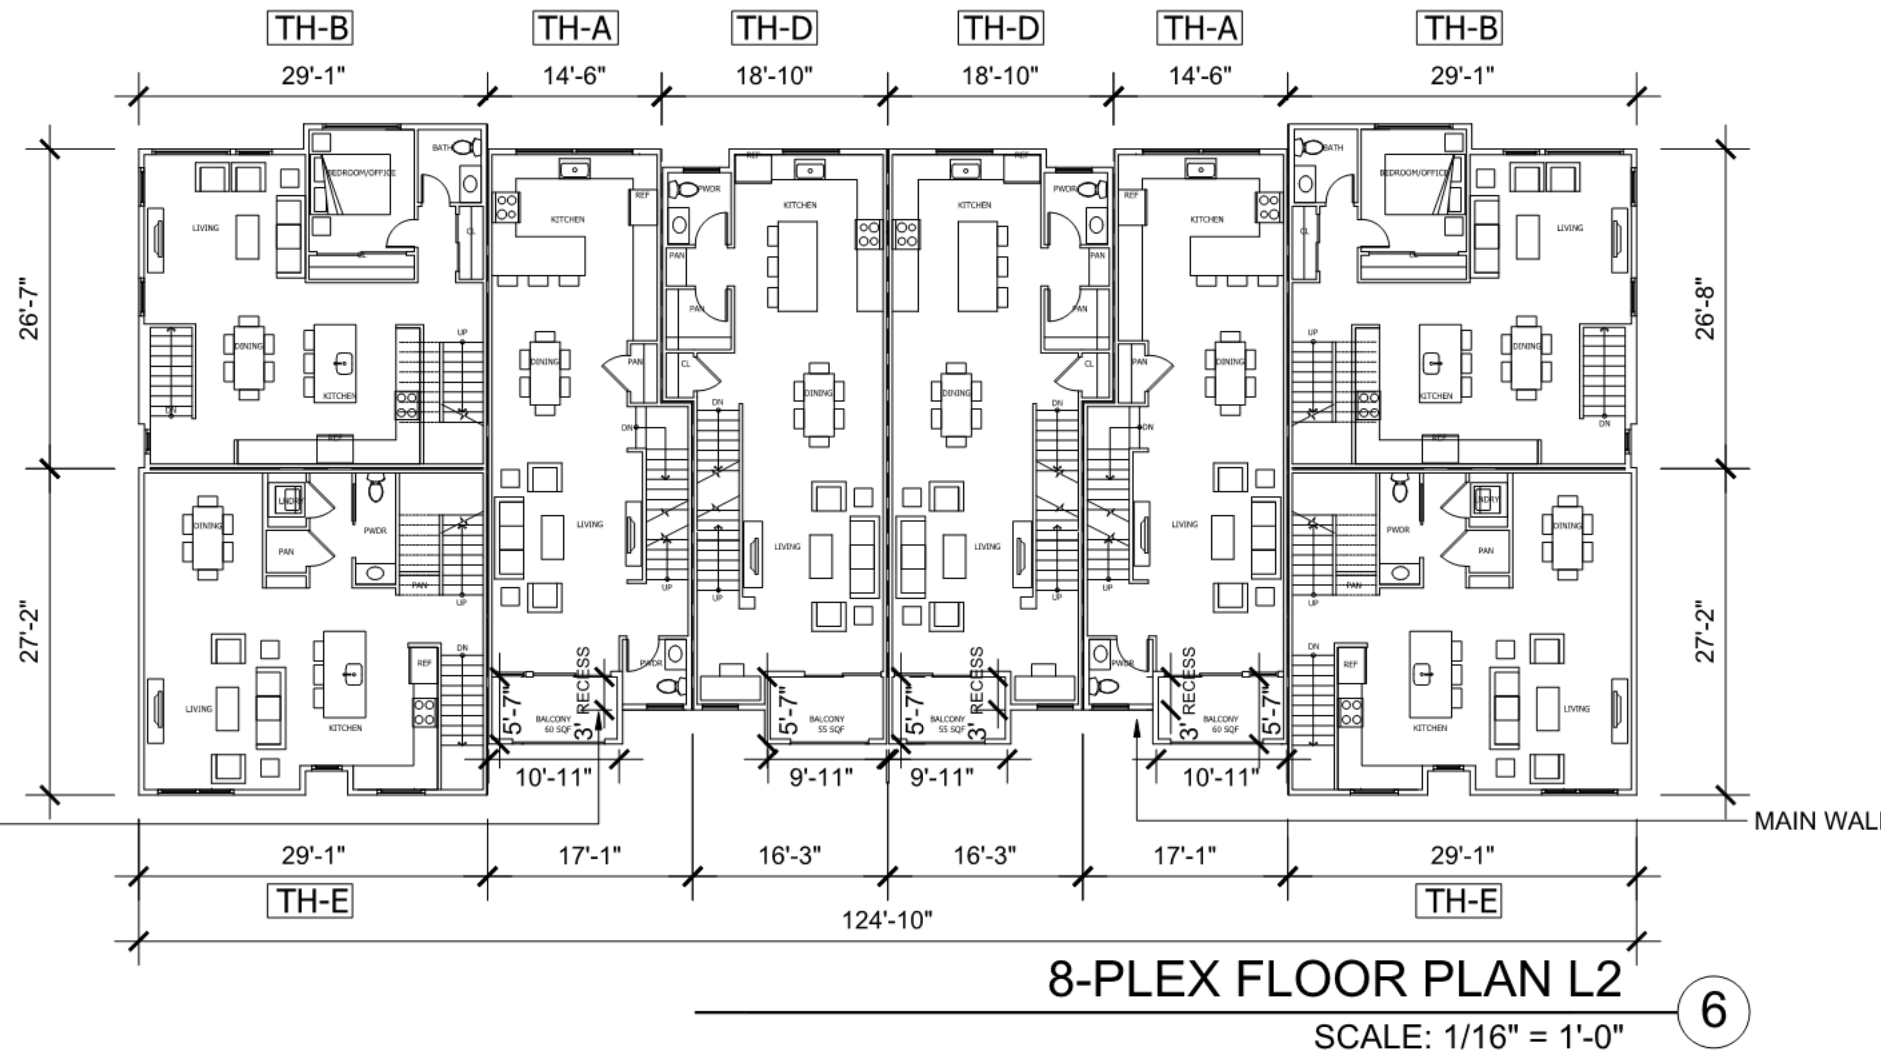 TH-B TH-A TH-D TH-D TH-A TH-B
29'-1" 14'-6" 18'-10" 18'-10" 14'-6" 29'-1"
BATH REF REF BATH
BEDROOM/OFFICE PWDR PWDR BEDROOM/OFFICE
REF REF
LIVING CL KITCHEN KITCHEN KITCHEN KITCHEN CL LIVING
CL PAN PAN CL
26'-7" 26'-8"
PAN PAN
UP UP
DINING DINING PAN CL CL PAN DINING DINING
KITCHEN DINING DINING KITCHEN
DN DN DN DN
REF DN DN REF
LNDRY LNDRY
DINING LIVING LIVING DINING
PWDR PWDR
PAN LIVING LIVING PAN
PAN UP UP PAN
UP UP UP UP
27'-2" 27'-2"
DN DN
REF PWDR PWDR REF
LIVING LIVING
KITCHEN KITCHEN
5'-7" 3' RECESS 5'-7" 5'-7" 3' RECESS 3' RECESS 5'-7"
BALCONY BALCONY BALCONY BALCONY
60 SQF 55 SQF 55 SQF 60 SQF
10'-11" 9'-11" 9'-11" 10'-11"
MAIN WALL
29'-1" 17'-1" 16'-3" 16'-3" 17'-1" 29'-1"
TH-E TH-E
124'-10"
8-PLEX FLOOR PLAN L2
6
SCALE: 1/16" = 1'-0"